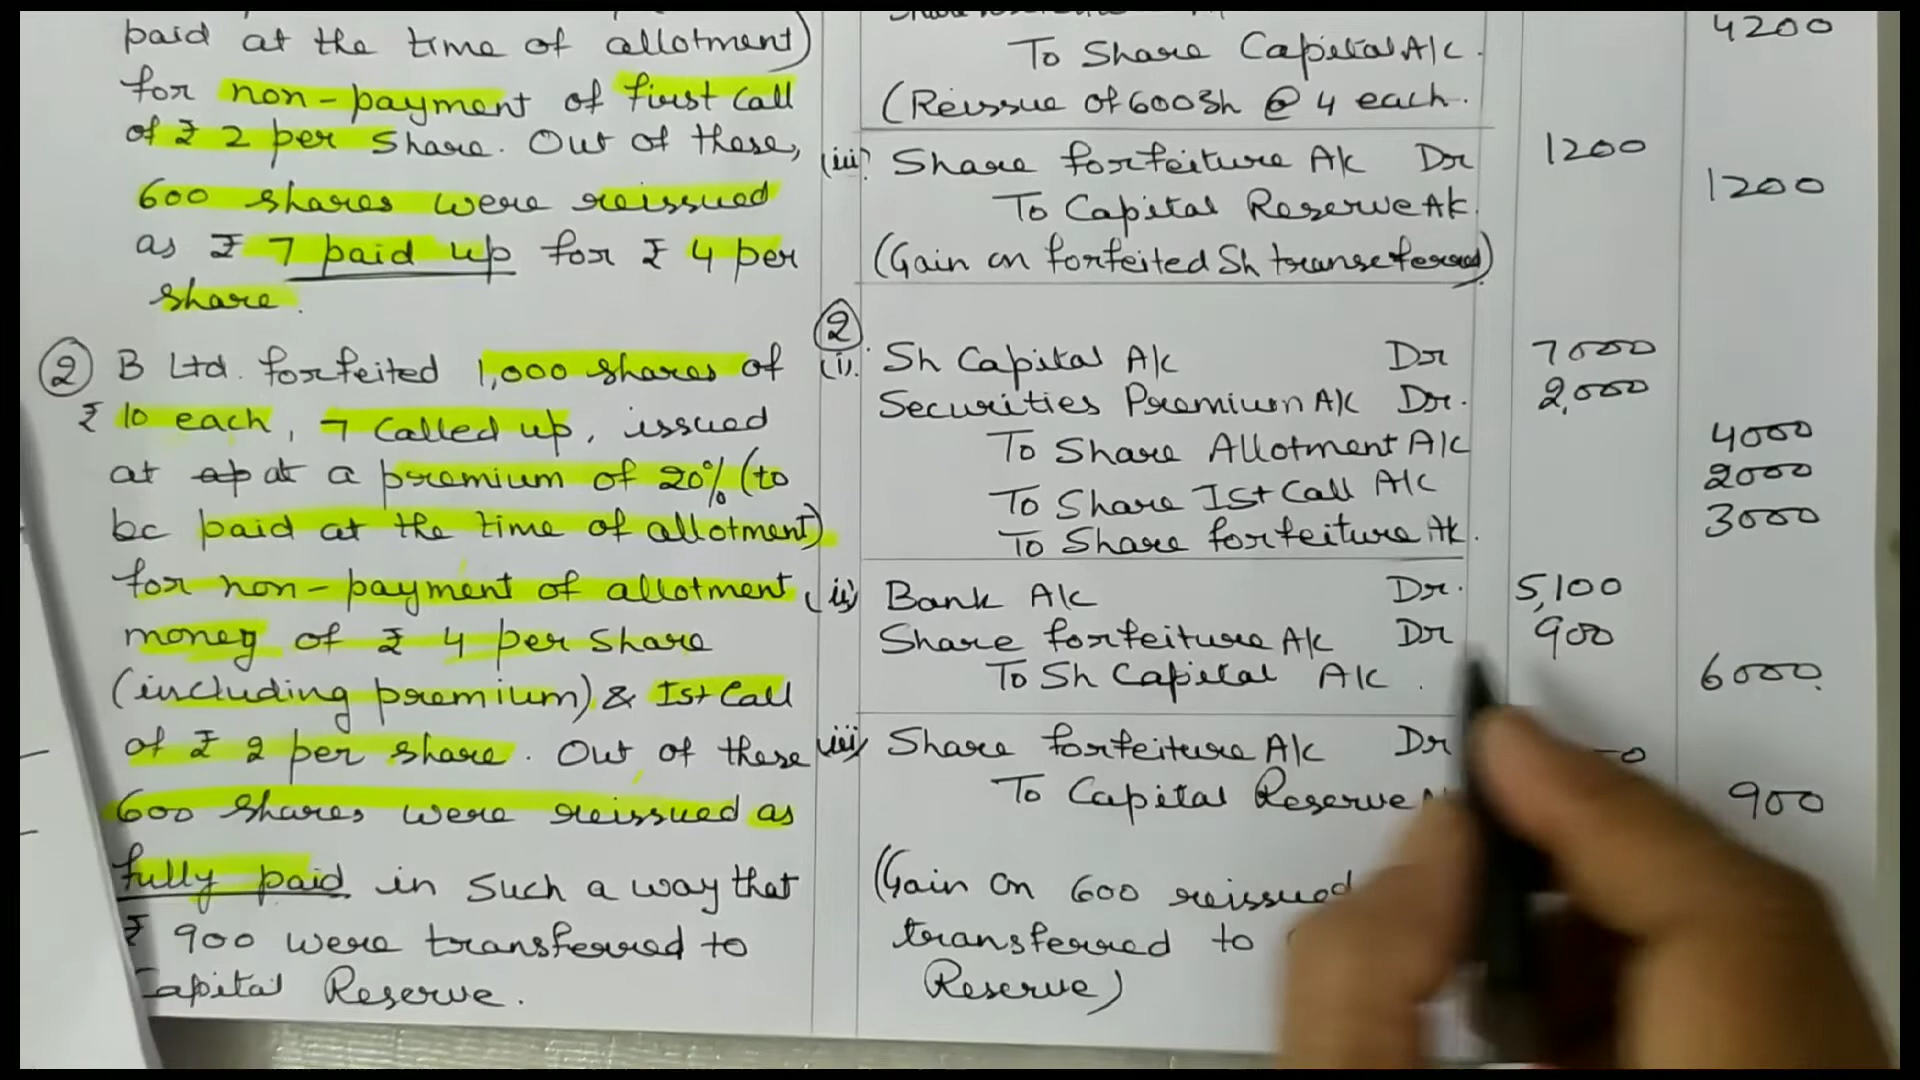 paid at the time of allotment)
for non-payment of first call
of ₹ 2 per share. Out of these,
600 shares were reissued
as ₹ 7 paid up for ₹ 4 per
share.
② B Ltd. forfeited 1,000 shares of
₹ 10 each, 7 called up, issued
at at a premium of 20% (to
be paid at the time of allotment)
for non-payment of allotment
money of ₹ 4 per share
(including premium) & Ist Call
of ₹ 2 per share. Out of these
600 shares were reissued as
fully paid in such a way that
₹ 900 were transferred to
Capital Reserve.
To Share Capital A/c. 4200
(Reissue of 600 Sh @ 4 each.
(iii) Share forfeiture A/c Dr 1200
To Capital Reserve A/c. 1200
(Gain on forfeited Sh transferred)
②
(i). Sh Capital A/c Dr 7000
Securities Premium A/c Dr. 2,000
To Share Allotment A/c 4000
To Share Ist Call A/c 2000
To Share forfeiture A/c. 3000
(ii) Bank A/c Dr. 5,100
Share forfeiture A/c Dr 900
To Sh Capital A/c. 6000.
(iii) Share forfeiture A/c Dr
To Capital Reserve 900
(Gain on 600 reissued
transferred to
Reserve)